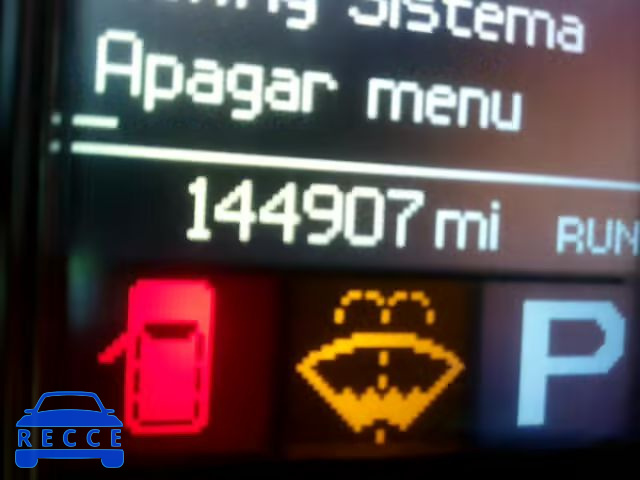 Sistema
Apagar menu
144907 mi RUN
P
RECCE